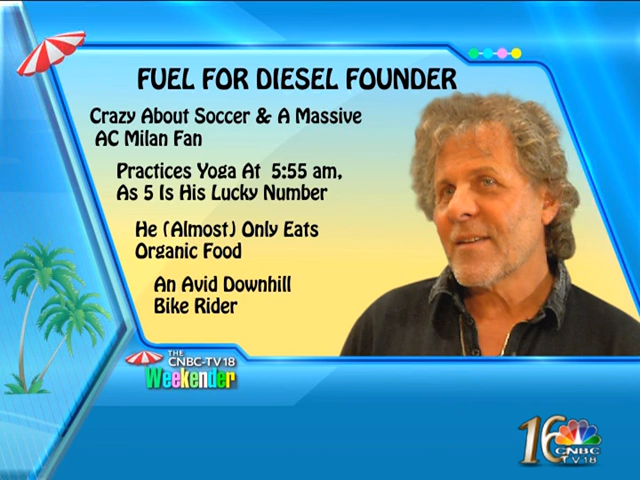 FUEL FOR DIESEL FOUNDER
Crazy About Soccer & A Massive
AC Milan Fan
Practices Yoga At 5:55 am,
As 5 Is His Lucky Number
He (Almost) Only Eats
Organic Food
An Avid Downhill
Bike Rider
THE
CNBC-TV18
Weekender
16
CNBC
TV18